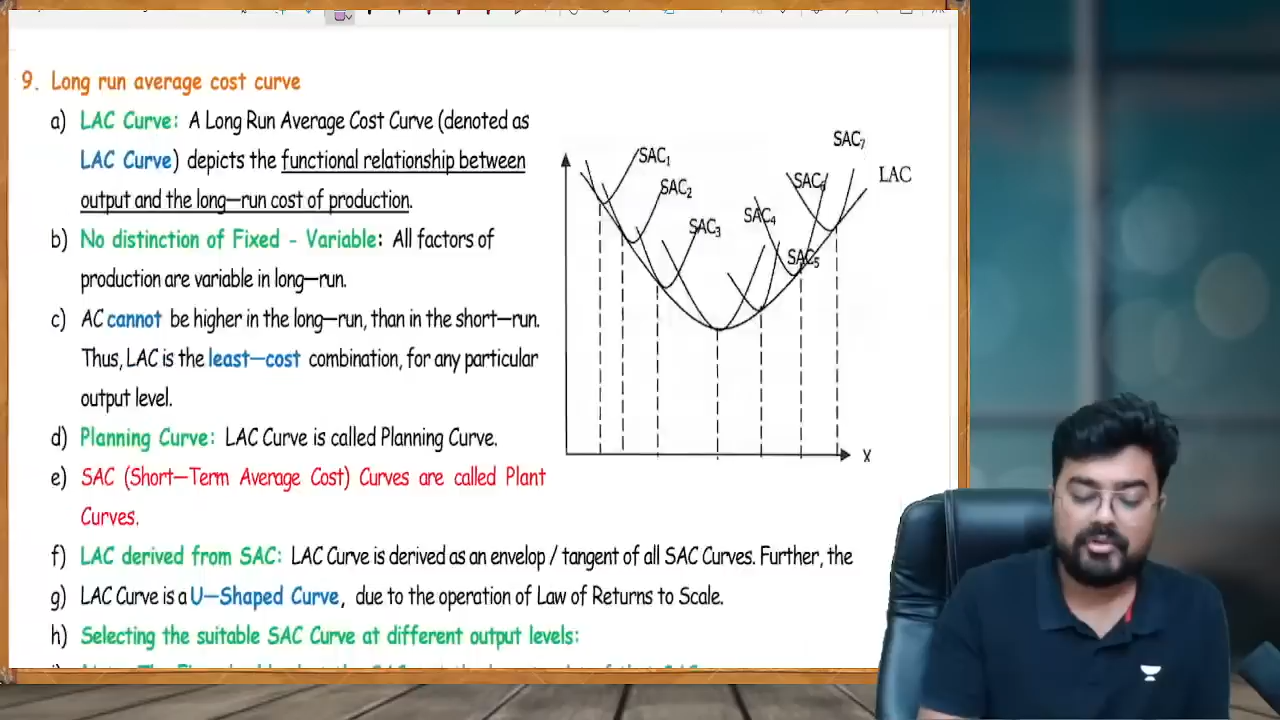 9. Long run average cost curve
a) LAC Curve: A Long Run Average Cost Curve (denoted as
LAC Curve) depicts the functional relationship between
output and the long—run cost of production.
b) No distinction of Fixed - Variable: All factors of
production are variable in long—run.
c) AC cannot be higher in the long—run, than in the short—run.
Thus, LAC is the least—cost combination, for any particular
output level.
d) Planning Curve: LAC Curve is called Planning Curve.
e) SAC (Short—Term Average Cost) Curves are called Plant
Curves.
f) LAC derived from SAC: LAC Curve is derived as an envelop / tangent of all SAC Curves. Further, the
g) LAC Curve is a U—Shaped Curve, due to the operation of Law of Returns to Scale.
h) Selecting the suitable SAC Curve at different output levels:
SAC₁
SAC₂
SAC₃
SAC₄
SAC₅
SAC₆
SAC₇
LAC
X